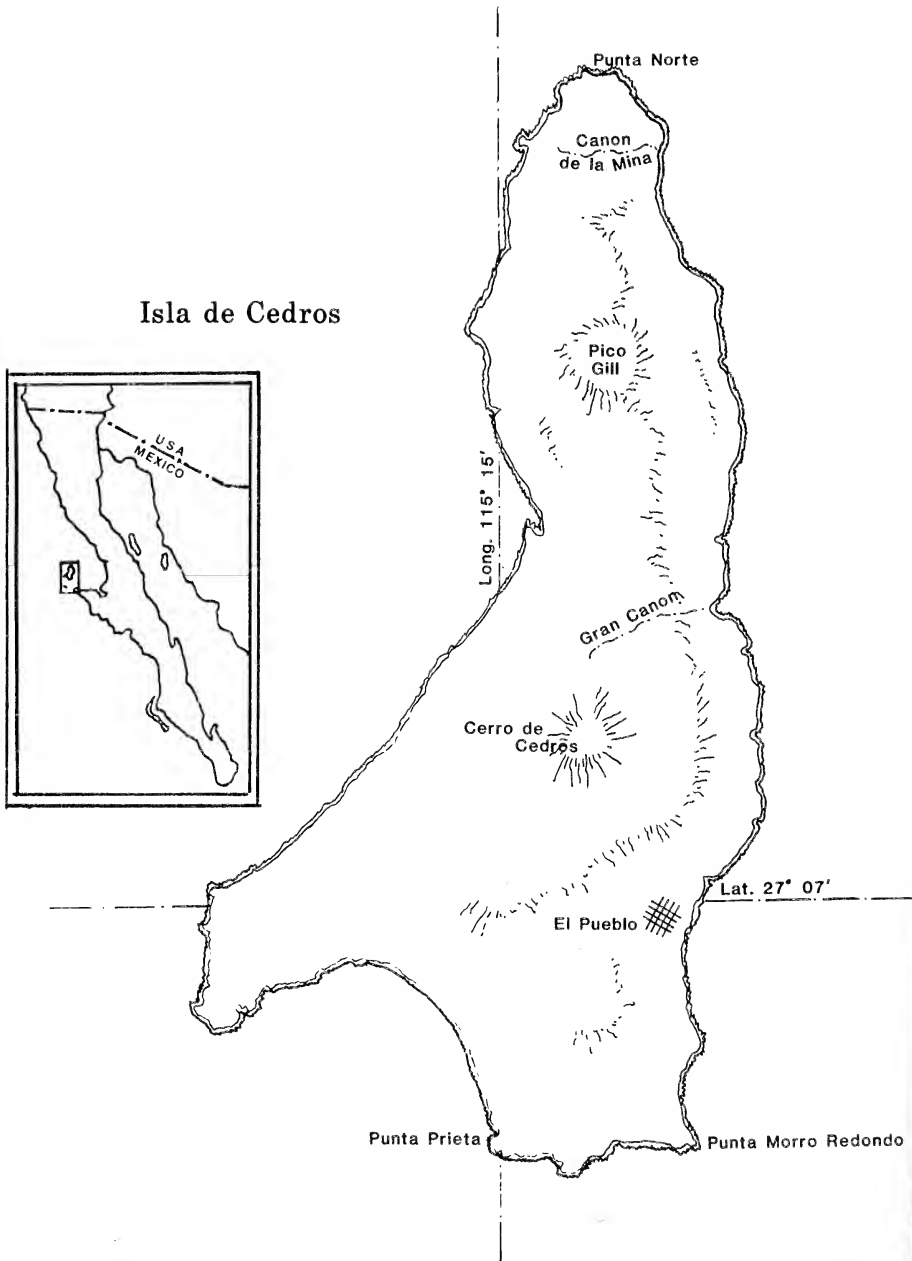 Punta Norte
Canon
de la Mina
Isla de Cedros
Pico
Gill
USA
MEXICO
Long. 115° 15'
Gran Canon
Cerro de
Cedros
Lat. 27° 07'
El Pueblo
Punta Prieta
Punta Morro Redondo